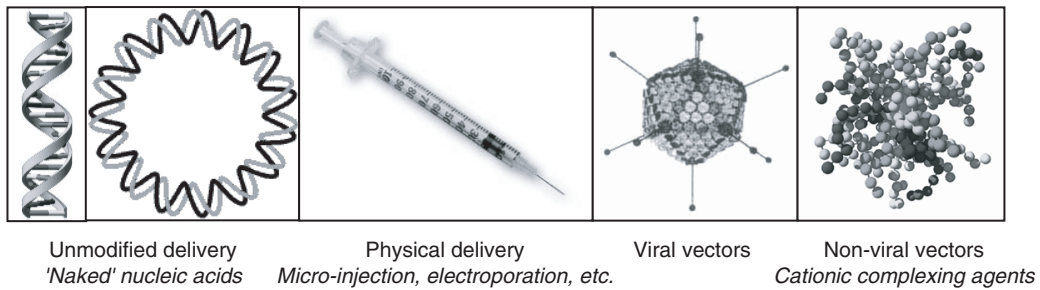 Unmodified delivery
'Naked' nucleic acids
Physical delivery
Micro-injection, electroporation, etc.
Viral vectors
Non-viral vectors
Cationic complexing agents